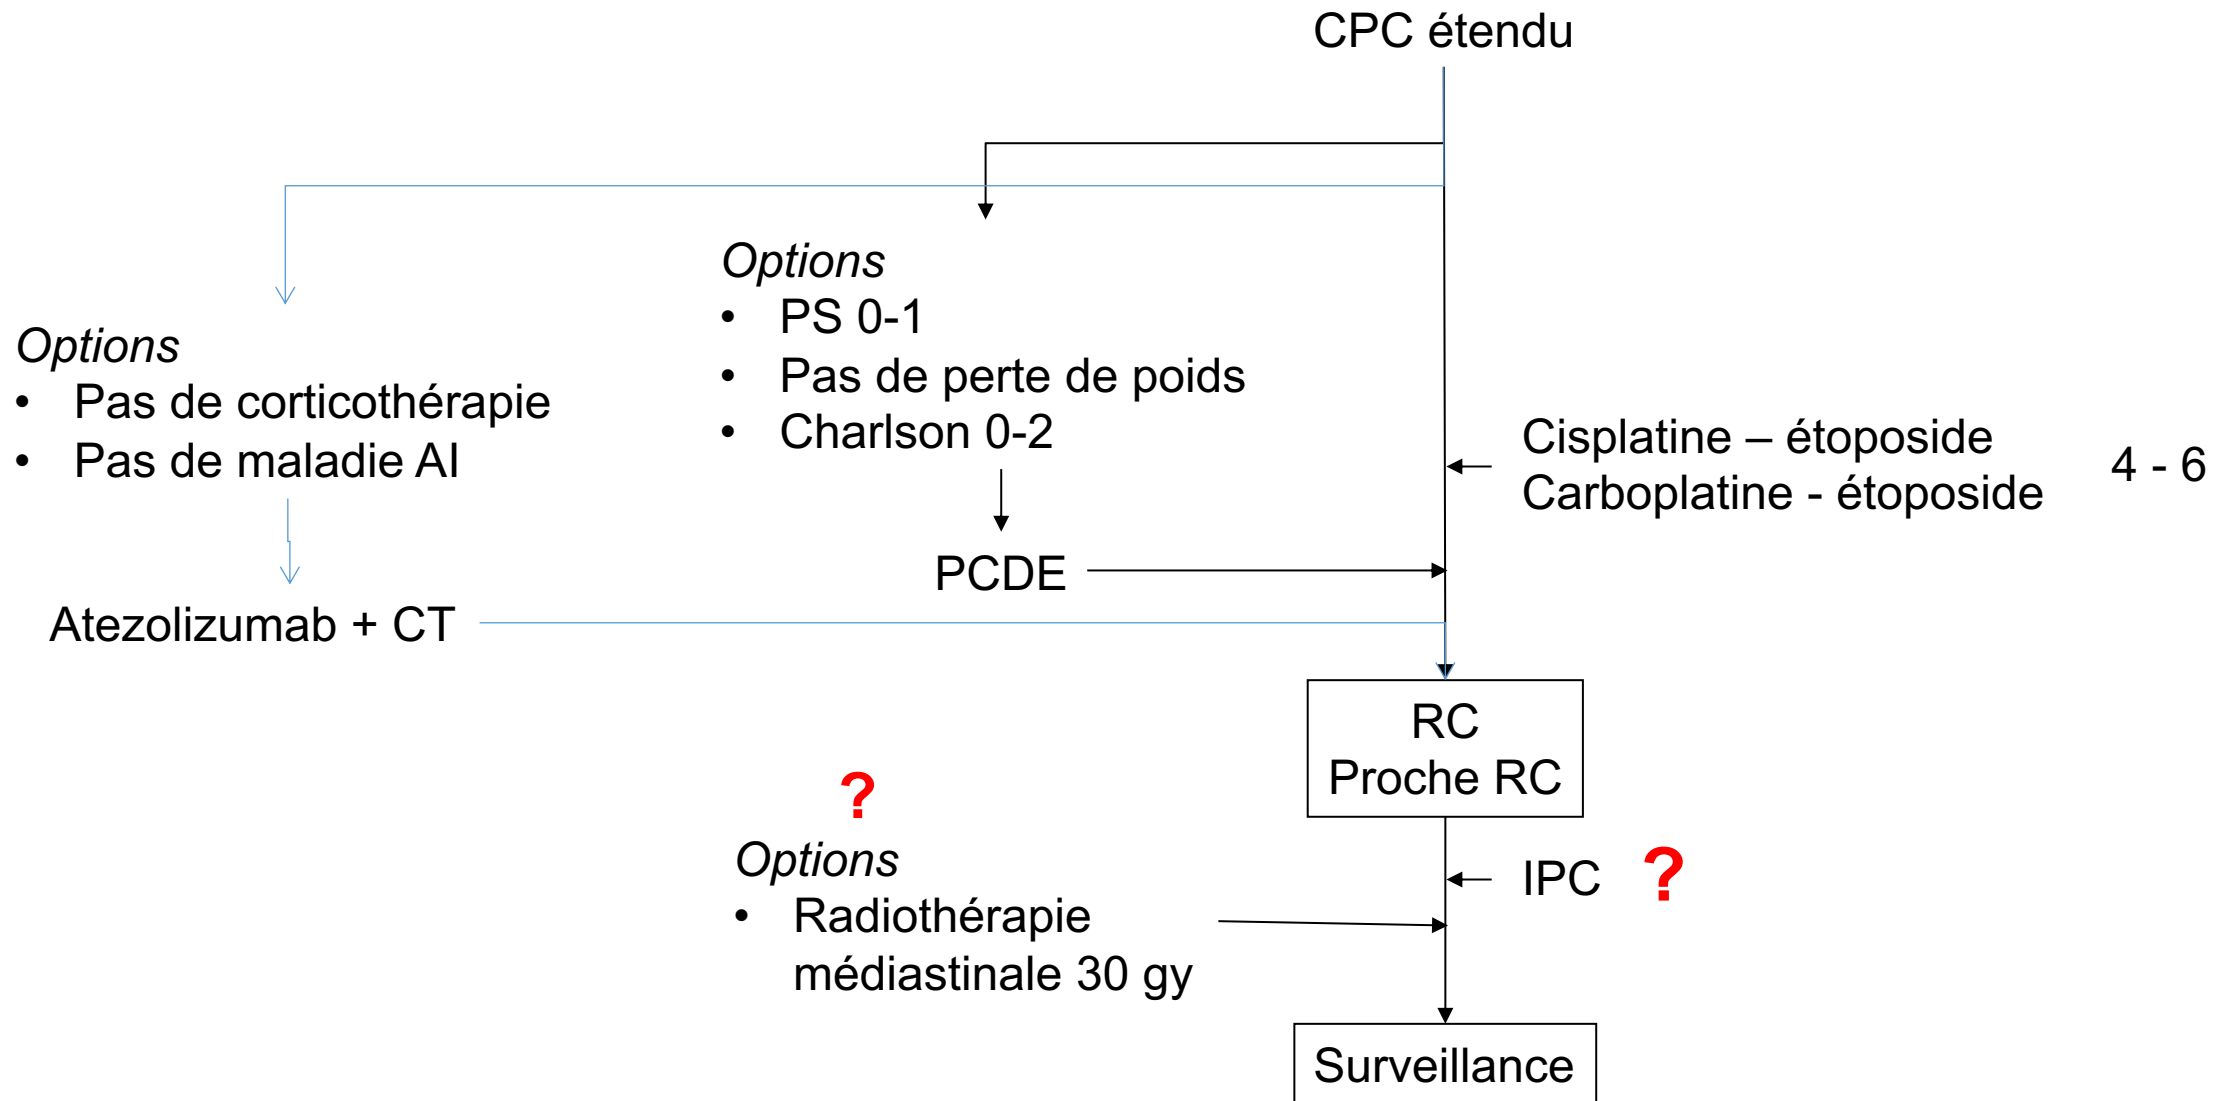 CPC étendu
Options
• PS 0-1
• Pas de perte de poids
• Charlson 0-2
Options
• Pas de corticothérapie
• Pas de maladie AI
Cisplatine – étoposide
Carboplatine - étoposide
4 - 6
PCDE
Atezolizumab + CT
RC
Proche RC
?
Options
• Radiothérapie
médiastinale 30 gy
IPC ?
Surveillance